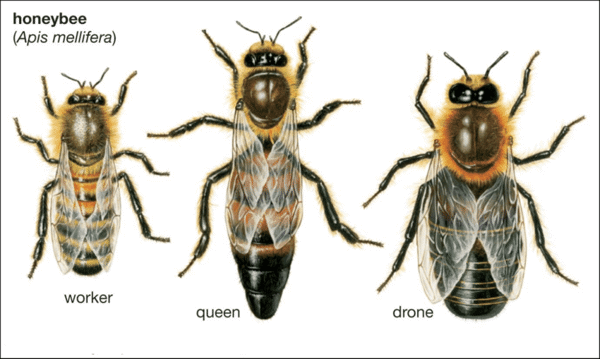 honeybee
(Apis mellifera)
worker
queen
drone